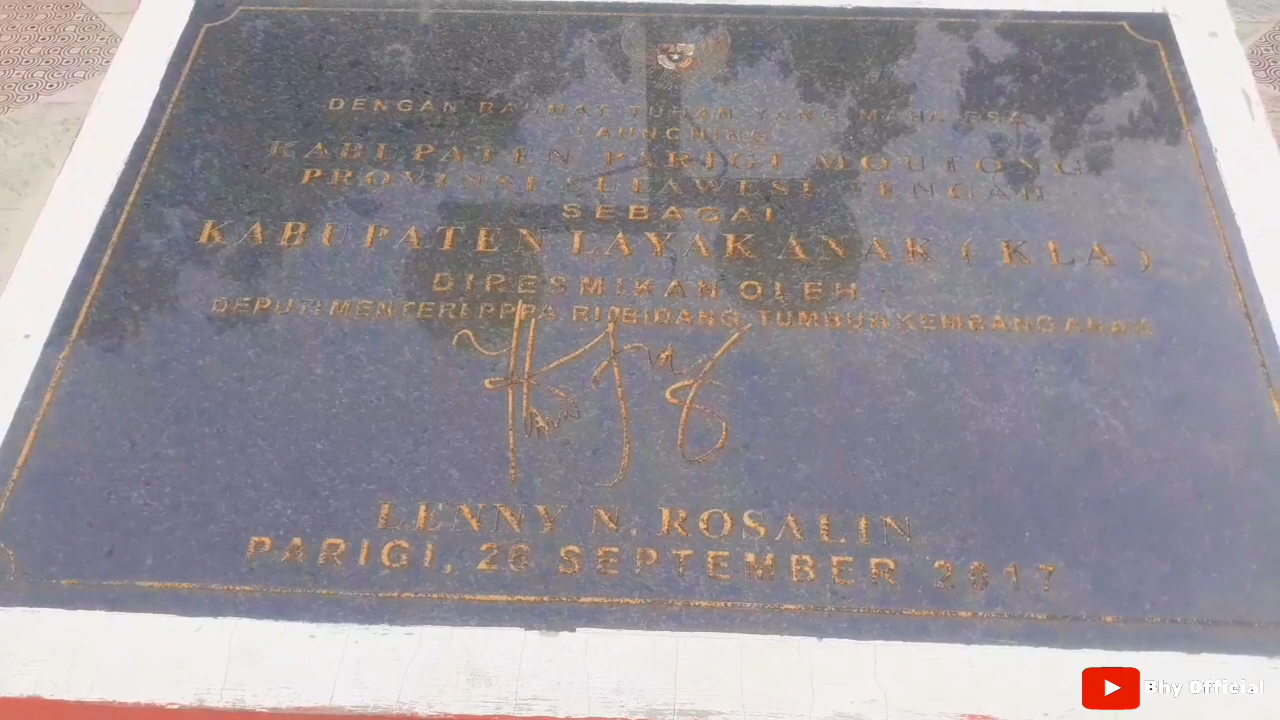 DENGAN RAHMAT TUHAN YANG MAHA ESA
LAUNCHING
KABUPATEN PARIGI MOUTONG
PROVINSI SULAWESI TENGAH
SEBAGAI
KABUPATEN LAYAK ANAK ( KLA )
DIRESMIKAN OLEH
DEPUTI MENTERI PPPA RI BIDANG TUMBUH KEMBANG ANAK
LENNY N. ROSALIN
PARIGI, 26 SEPTEMBER 2017
Bhy Official